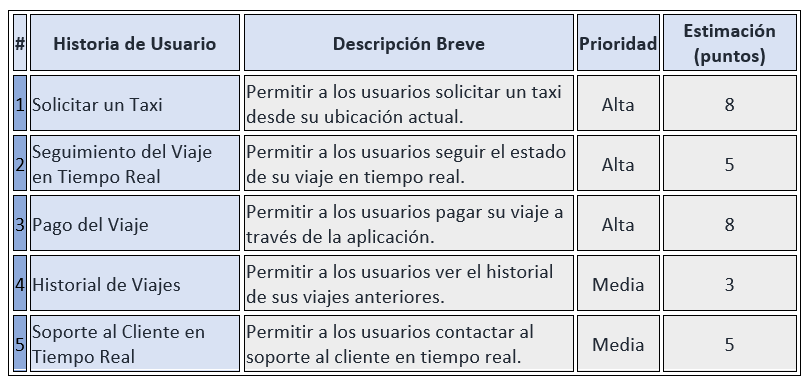 # Historia de Usuario Descripción Breve Prioridad Estimación (puntos)
1 Solicitar un Taxi Permitir a los usuarios solicitar un taxi desde su ubicación actual. Alta 8
2 Seguimiento del Viaje en Tiempo Real Permitir a los usuarios seguir el estado de su viaje en tiempo real. Alta 5
3 Pago del Viaje Permitir a los usuarios pagar su viaje a través de la aplicación. Alta 8
4 Historial de Viajes Permitir a los usuarios ver el historial de sus viajes anteriores. Media 3
5 Soporte al Cliente en Tiempo Real Permitir a los usuarios contactar al soporte al cliente en tiempo real. Media 5